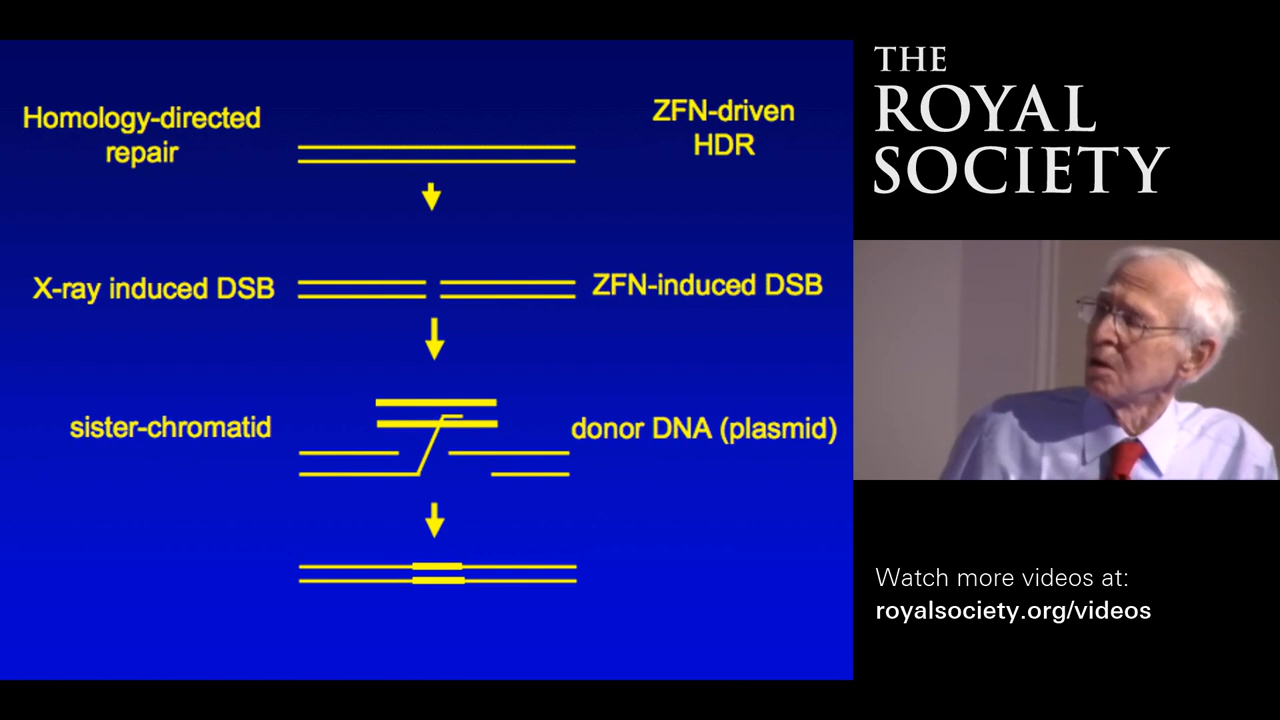 Homology-directed
repair
ZFN-driven
HDR
X-ray induced DSB
ZFN-induced DSB
sister-chromatid
donor DNA (plasmid)
THE
ROYAL
SOCIETY
Watch more videos at:
royalsociety.org/videos